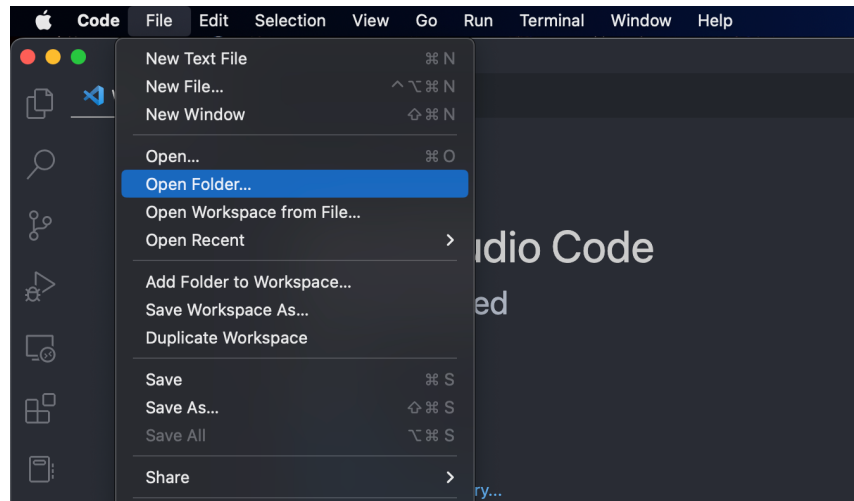 Code File Edit Selection View Go Run Terminal Window Help
New Text File ⌘ N
New File... ^ ⌥ ⌘ N
New Window ⇧ ⌘ N
Open... ⌘ O
Open Folder...
Open Workspace from File...
Open Recent >
udio Code
Add Folder to Workspace...
Save Workspace As...
ed
Duplicate Workspace
Save ⌘ S
Save As... ⇧ ⌘ S
Save All ⌥ ⌘ S
Share >
ry...